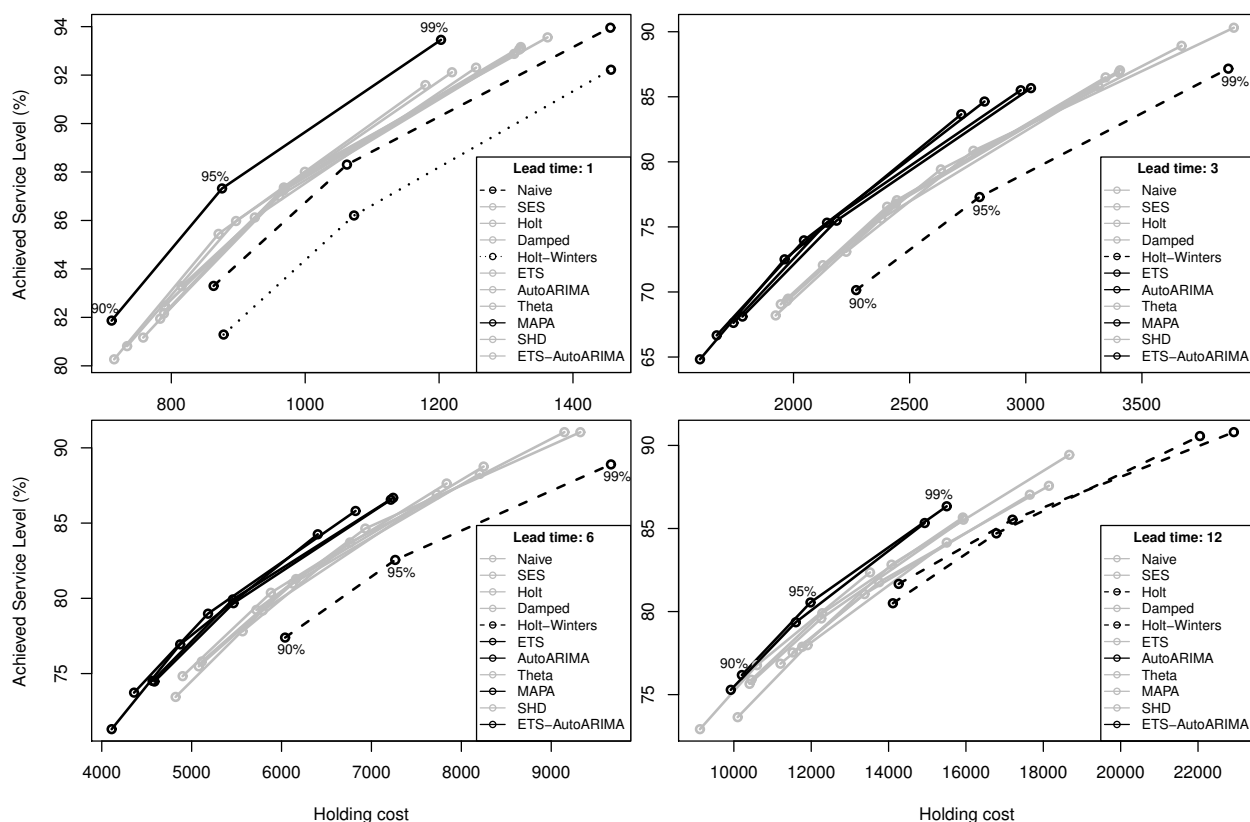 94
92
90
88
86
84
82
80
Achieved Service Level (%)
99%
95%
90%
Lead time: 1
Naive
SES
Holt
Damped
Holt−Winters
ETS
AutoARIMA
Theta
MAPA
SHD
ETS−AutoARIMA
800 1000 1200 1400
90
85
80
75
70
65
99%
95%
90%
Lead time: 3
Naive
SES
Holt
Damped
Holt−Winters
ETS
AutoARIMA
Theta
MAPA
SHD
ETS−AutoARIMA
2000 2500 3000 3500
90
85
80
75
Achieved Service Level (%)
99%
95%
90%
Lead time: 6
Naive
SES
Holt
Damped
Holt−Winters
ETS
AutoARIMA
Theta
MAPA
SHD
ETS−AutoARIMA
4000 5000 6000 7000 8000 9000
Holding cost
90
85
80
75
99%
95%
90%
Lead time: 12
Naive
SES
Holt
Damped
Holt−Winters
ETS
AutoARIMA
Theta
MAPA
SHD
ETS−AutoARIMA
10000 12000 14000 16000 18000 20000 22000
Holding cost